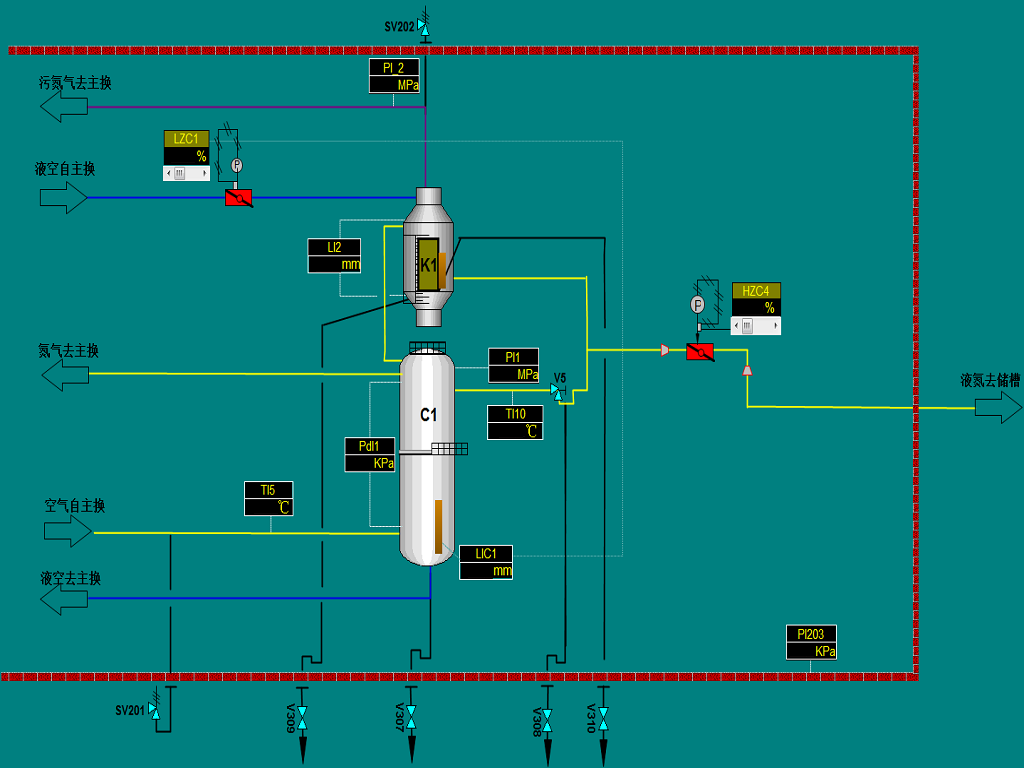 SV202
PI_2
MPa
污氮气去主换
LZC1
%
P
液空自主换
LI2
mm
K1
HZC4
%
P
氮气去主换
PI1
MPa
V5
液氮去储槽
TI10
℃
C1
PdI1
KPa
TI5
℃
空气自主换
LIC1
mm
液空去主换
PI203
KPa
SV201
V309
V307
V308
V310